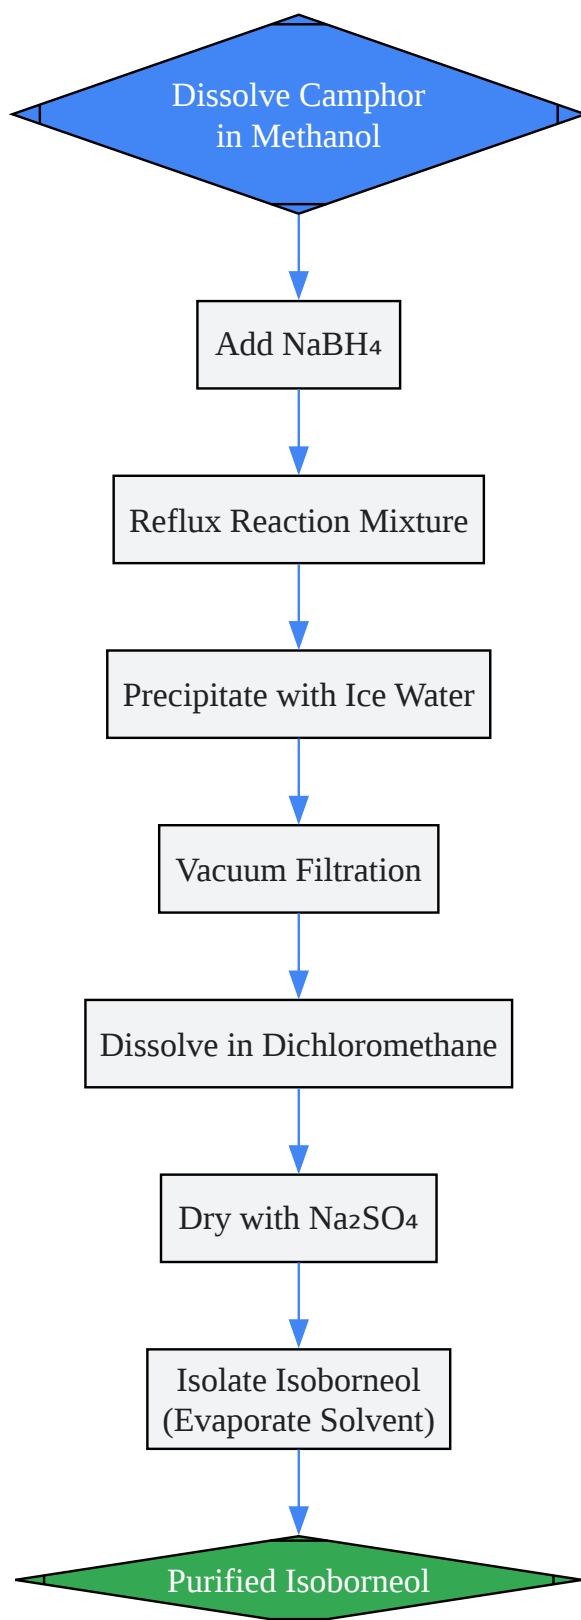 Dissolve Camphor
in Methanol
Add NaBH₄
Reflux Reaction Mixture
Precipitate with Ice Water
Vacuum Filtration
Dissolve in Dichloromethane
Dry with Na₂SO₄
Isolate Isoborneol
(Evaporate Solvent)
Purified Isoborneol